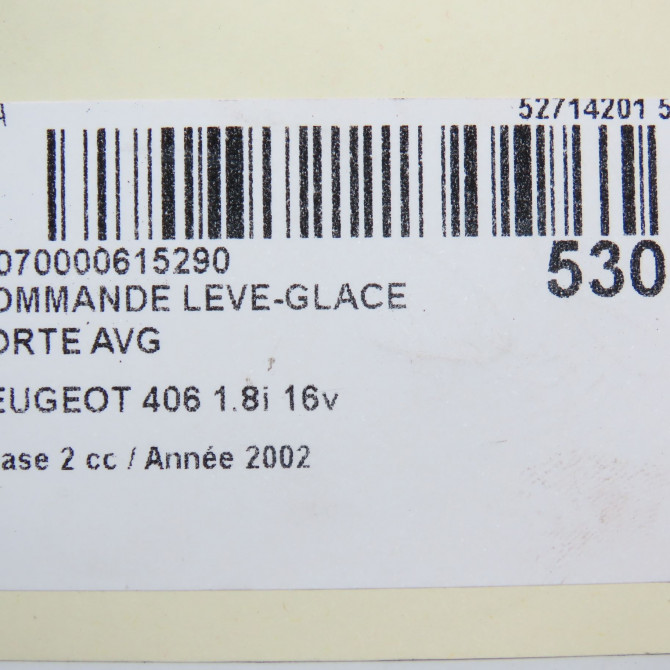 52714201 5
070000615290
530
OMMANDE LEVE-GLACE
ORTE AVG
EUGEOT 406 1.8i 16v
ase 2 cc / Année 2002